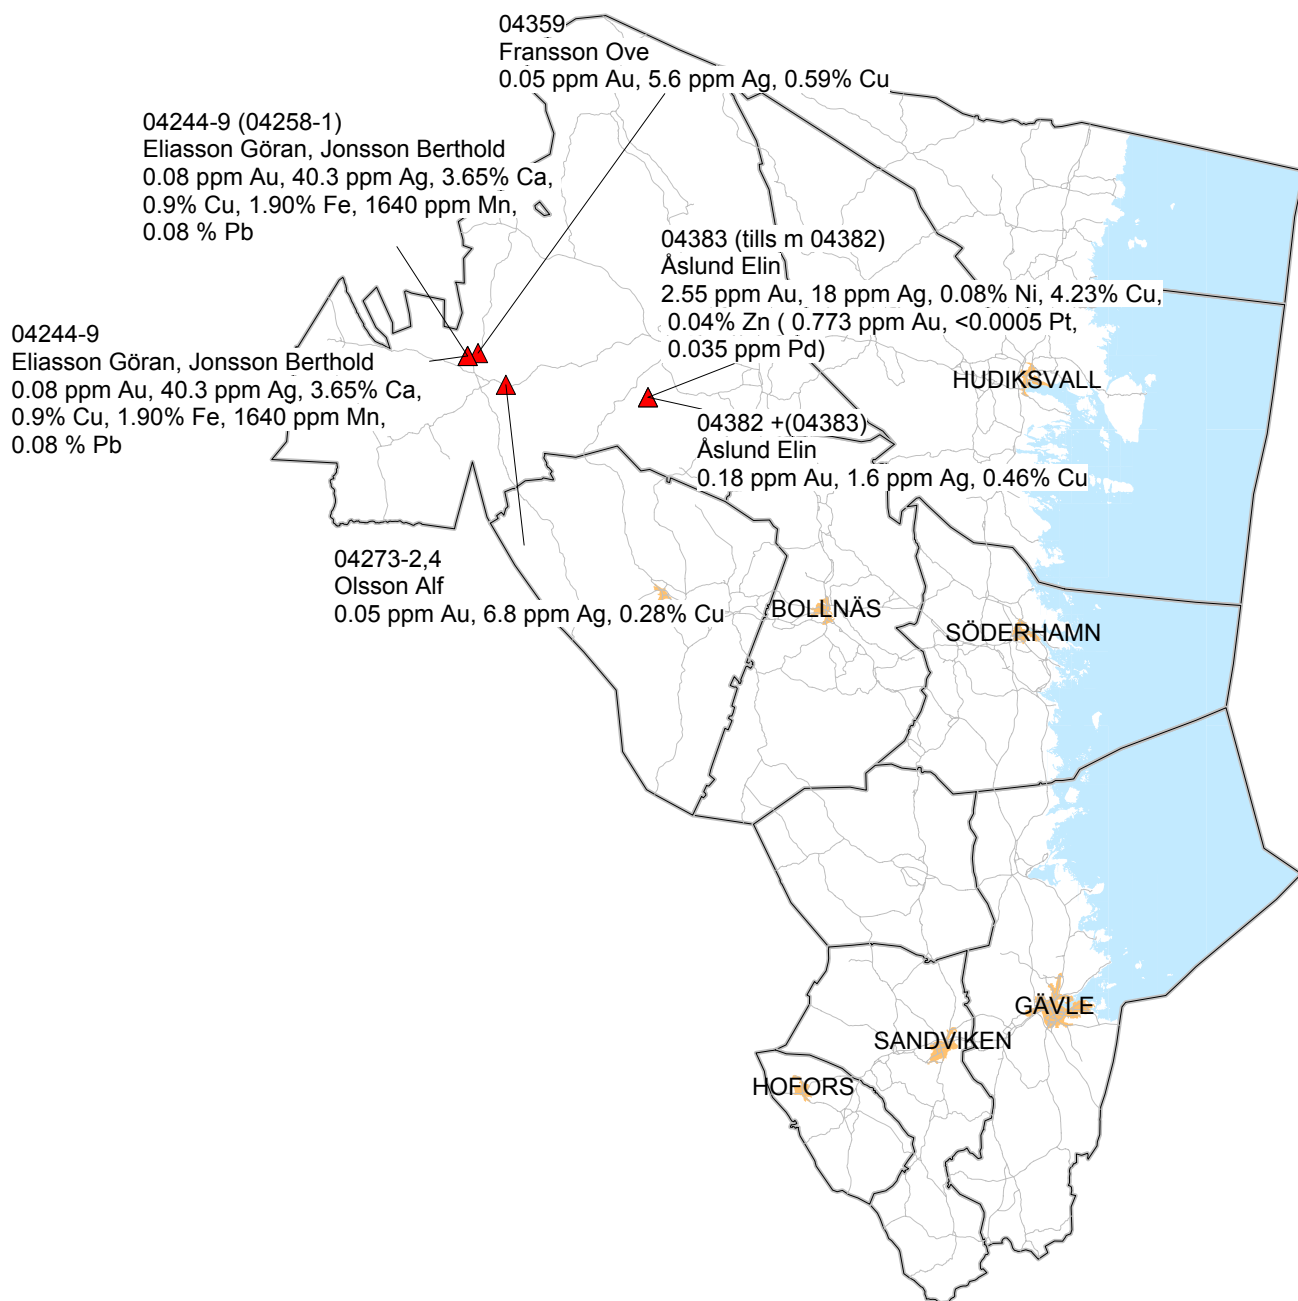 04359
Fransson Ove
0.05 ppm Au, 5.6 ppm Ag, 0.59% Cu
04244-9 (04258-1)
Eliasson Göran, Jonsson Berthold
0.08 ppm Au, 40.3 ppm Ag, 3.65% Ca,
0.9% Cu, 1.90% Fe, 1640 ppm Mn,
0.08 % Pb
04383 (tills m 04382)
Åslund Elin
2.55 ppm Au, 18 ppm Ag, 0.08% Ni, 4.23% Cu,
0.04% Zn ( 0.773 ppm Au, <0.0005 Pt,
0.035 ppm Pd)
04244-9
Eliasson Göran, Jonsson Berthold
0.08 ppm Au, 40.3 ppm Ag, 3.65% Ca,
0.9% Cu, 1.90% Fe, 1640 ppm Mn,
0.08 % Pb
HUDIKSVALL
04382 +(04383)
Åslund Elin
0.18 ppm Au, 1.6 ppm Ag, 0.46% Cu
04273-2,4
Olsson Alf
0.05 ppm Au, 6.8 ppm Ag, 0.28% Cu
BOLLNÄS
SÖDERHAMN
GÄVLE
SANDVIKEN
HOFORS